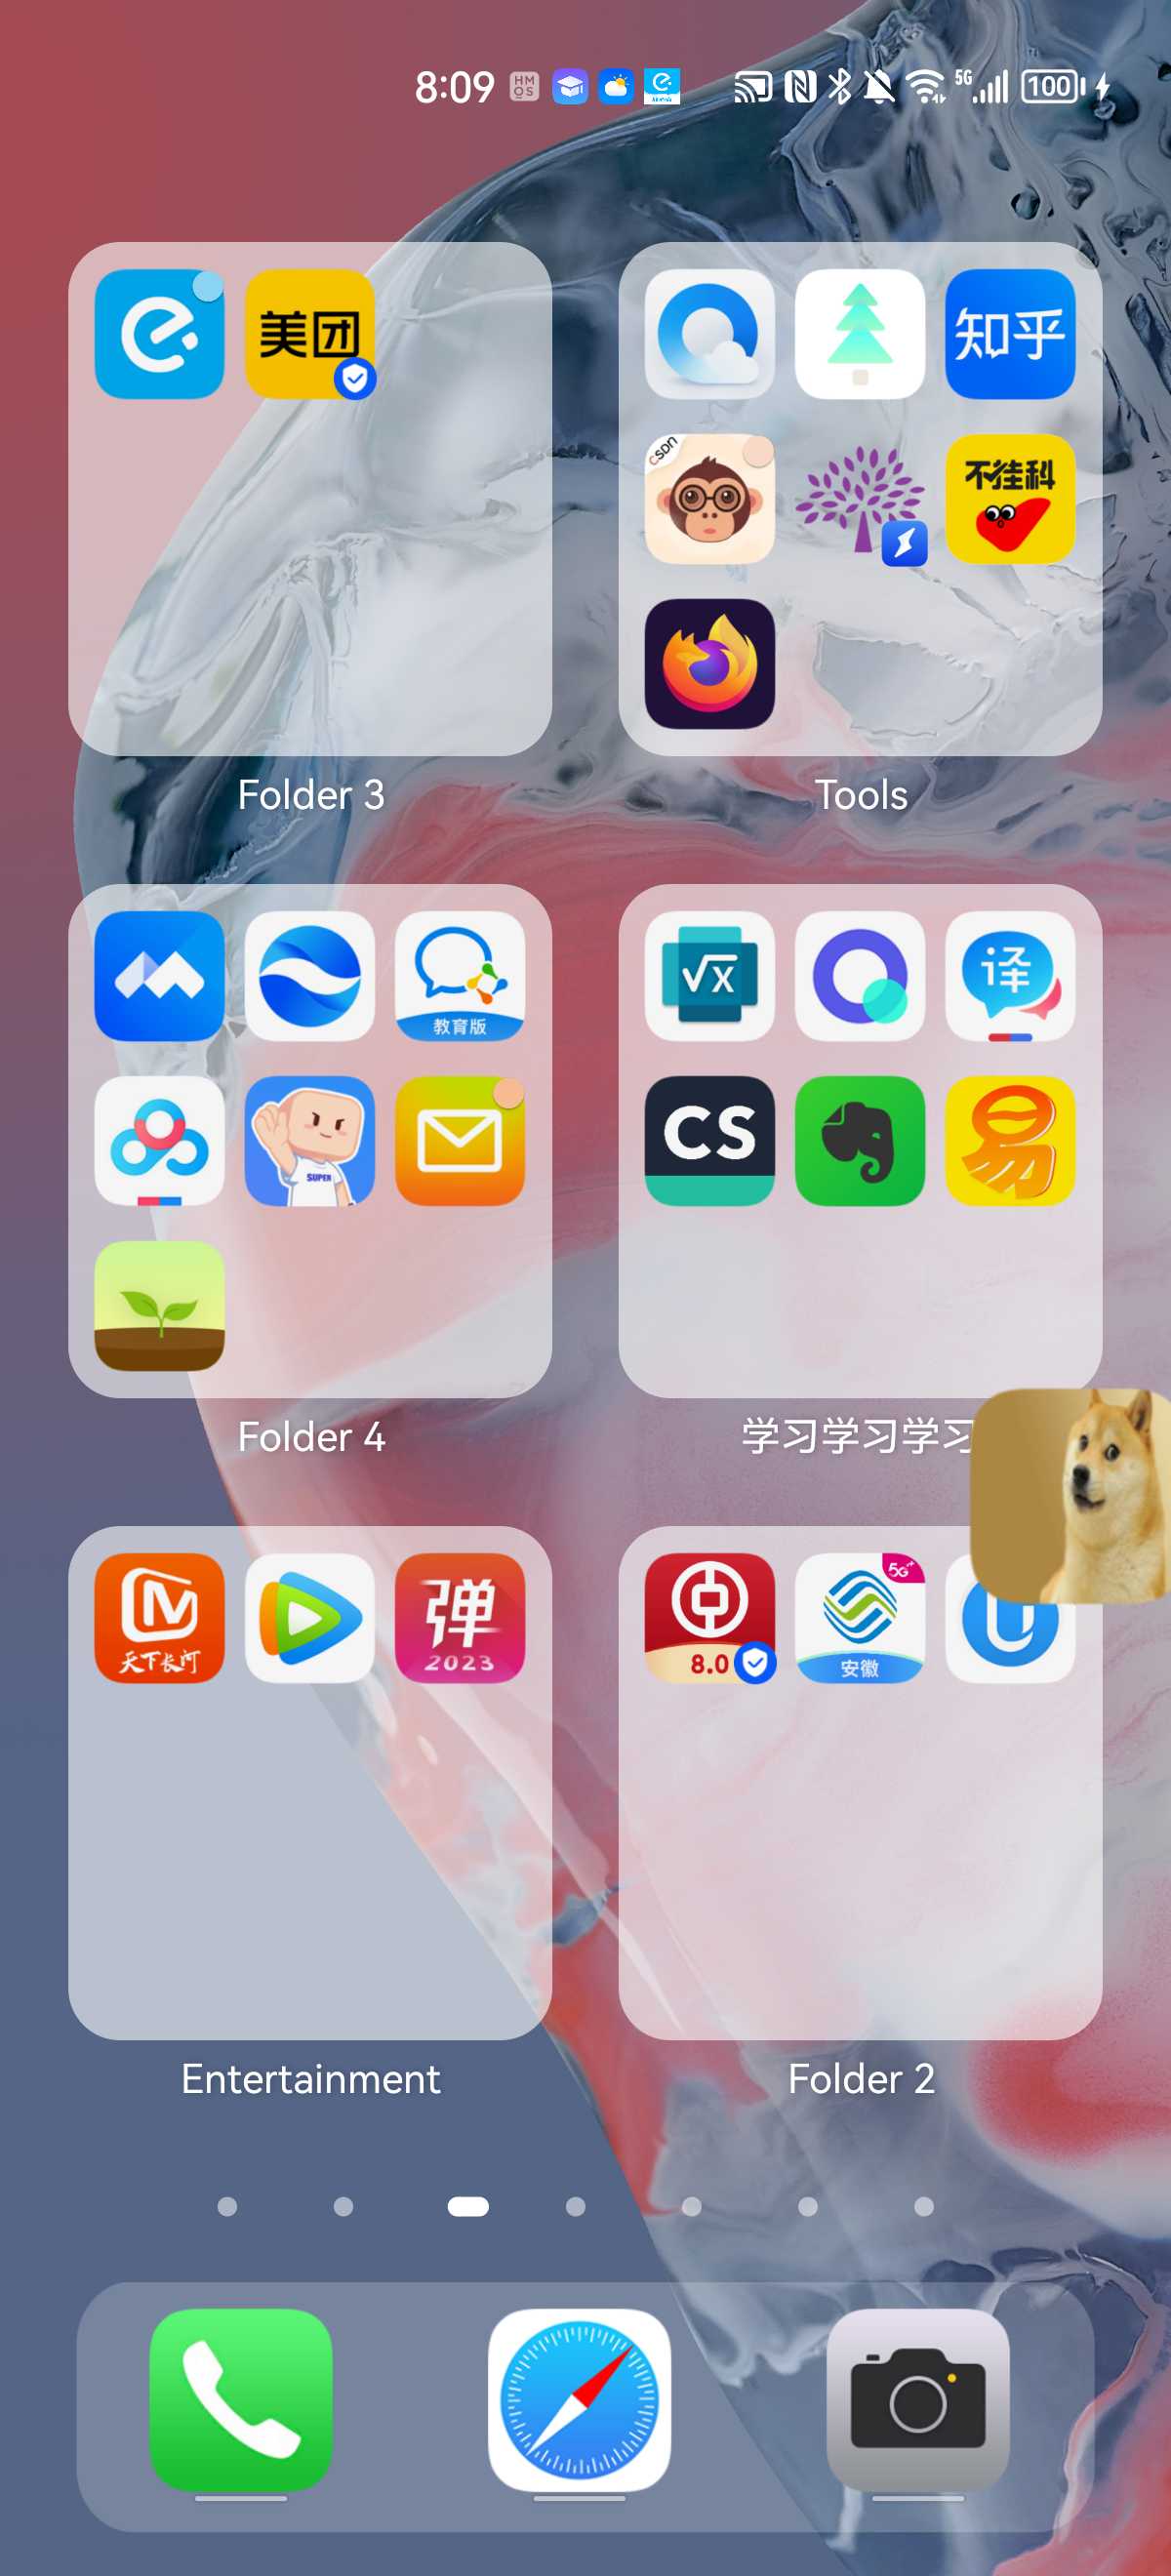 8:09 HM OS 5G 100
美团
知乎
CSDN
不挂科
Folder 3 Tools
教育版
√x
译
SUPER
CS
易
Folder 4 学习学习学习
天下长河
弹
2023
8.0
5G
安徽
Entertainment Folder 2